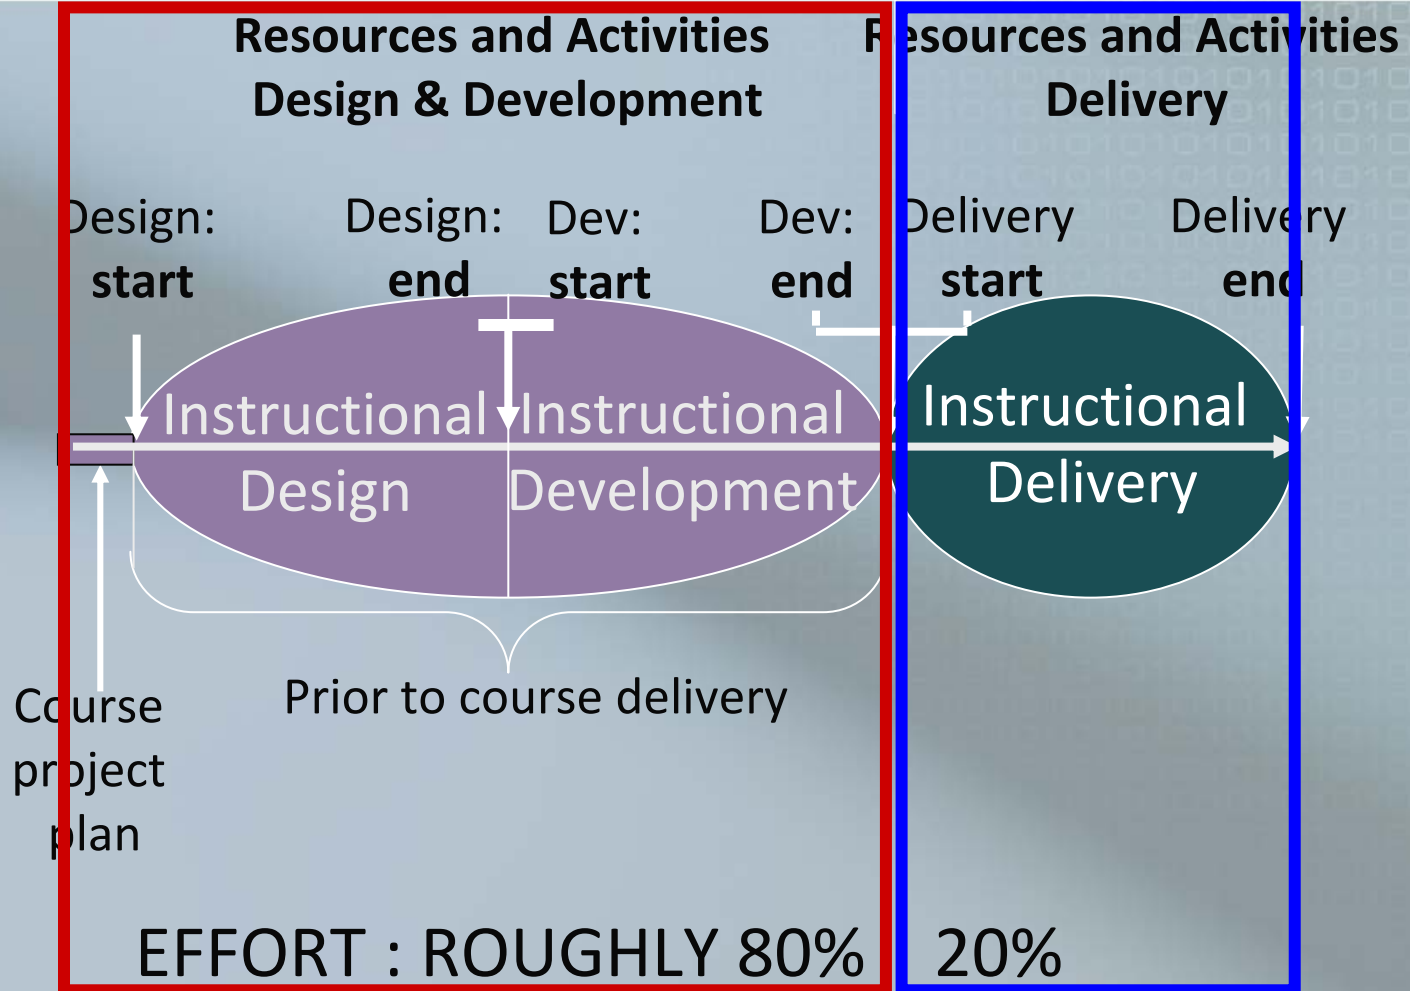 Resources and Activities
Design & Development
Resources and Activities
Delivery
Design:
start
Design:
end
Dev:
start
Dev:
end
Delivery
start
Delivery
end
Instructional
Design
Instructional
Development
Instructional
Delivery
Prior to course delivery
Course
project
plan
EFFORT : ROUGHLY 80%
20%